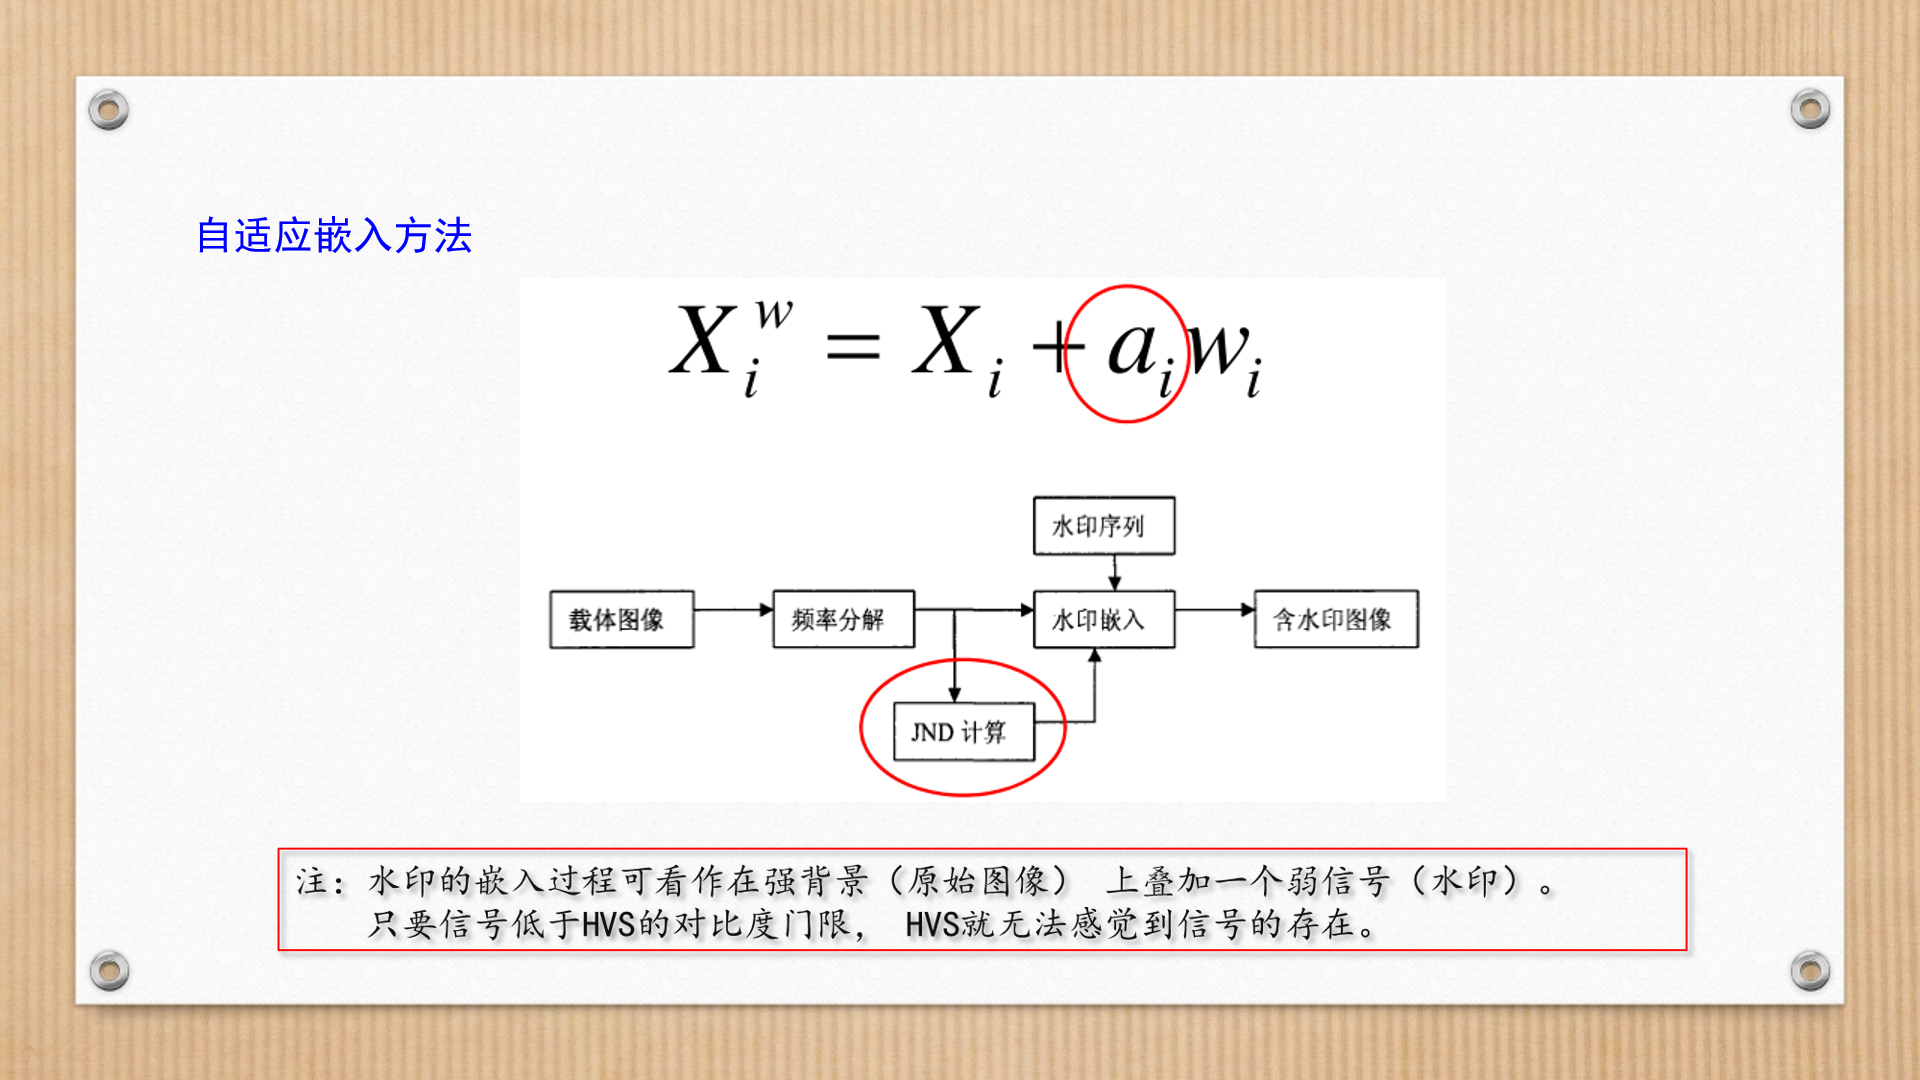 自适应嵌入方法
X_i^w = X_i + a_i w_i
水印序列
载体图像
频率分解
水印嵌入
含水印图像
JND 计算
注：水印的嵌入过程可看作在强背景（原始图像） 上叠加一个弱信号（水印）。
只要信号低于HVS的对比度门限， HVS就无法感觉到信号的存在。